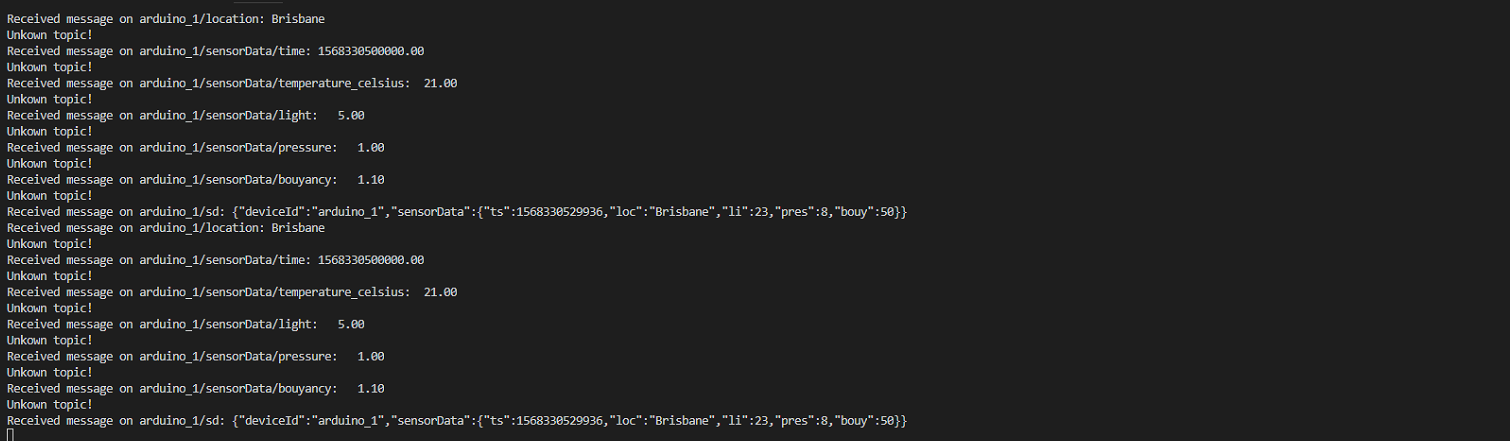 Received message on arduino_1/location: Brisbane
Unkown topic!
Received message on arduino_1/sensorData/time: 1568330500000.00
Unkown topic!
Received message on arduino_1/sensorData/temperature_celsius:  21.00
Unkown topic!
Received message on arduino_1/sensorData/light:   5.00
Unkown topic!
Received message on arduino_1/sensorData/pressure:   1.00
Unkown topic!
Received message on arduino_1/sensorData/bouyancy:   1.10
Unkown topic!
Received message on arduino_1/sd: {"deviceId":"arduino_1","sensorData":{"ts":1568330529936,"loc":"Brisbane","li":23,"pres":8,"bouy":50}}
Received message on arduino_1/location: Brisbane
Unkown topic!
Received message on arduino_1/sensorData/time: 1568330500000.00
Unkown topic!
Received message on arduino_1/sensorData/temperature_celsius:  21.00
Unkown topic!
Received message on arduino_1/sensorData/light:   5.00
Unkown topic!
Received message on arduino_1/sensorData/pressure:   1.00
Unkown topic!
Received message on arduino_1/sensorData/bouyancy:   1.10
Unkown topic!
Received message on arduino_1/sd: {"deviceId":"arduino_1","sensorData":{"ts":1568330529936,"loc":"Brisbane","li":23,"pres":8,"bouy":50}}